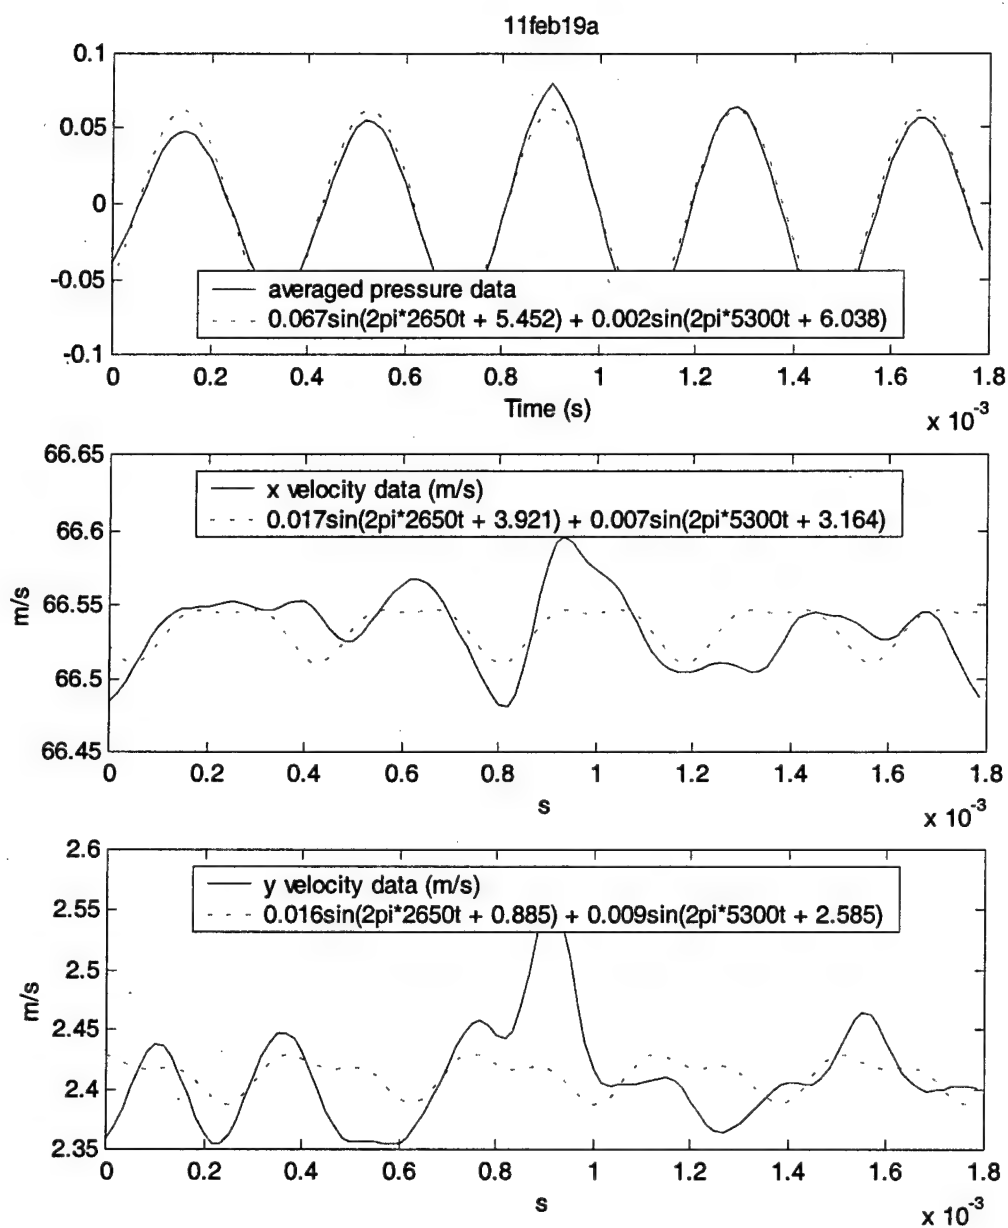 11feb19a
0.1
0.05
0
-0.05
-0.1
averaged pressure data
0.067sin(2pi*2650t + 5.452) + 0.002sin(2pi*5300t + 6.038)
0 0.2 0.4 0.6 0.8 1 1.2 1.4 1.6 1.8
Time (s)
x 10-3
66.65
66.6
66.55
66.5
66.45
m/s
x velocity data (m/s)
0.017sin(2pi*2650t + 3.921) + 0.007sin(2pi*5300t + 3.164)
0 0.2 0.4 0.6 0.8 1 1.2 1.4 1.6 1.8
s
x 10-3
2.6
2.55
2.5
2.45
2.4
2.35
m/s
y velocity data (m/s)
0.016sin(2pi*2650t + 0.885) + 0.009sin(2pi*5300t + 2.585)
0 0.2 0.4 0.6 0.8 1 1.2 1.4 1.6 1.8
s
x 10-3